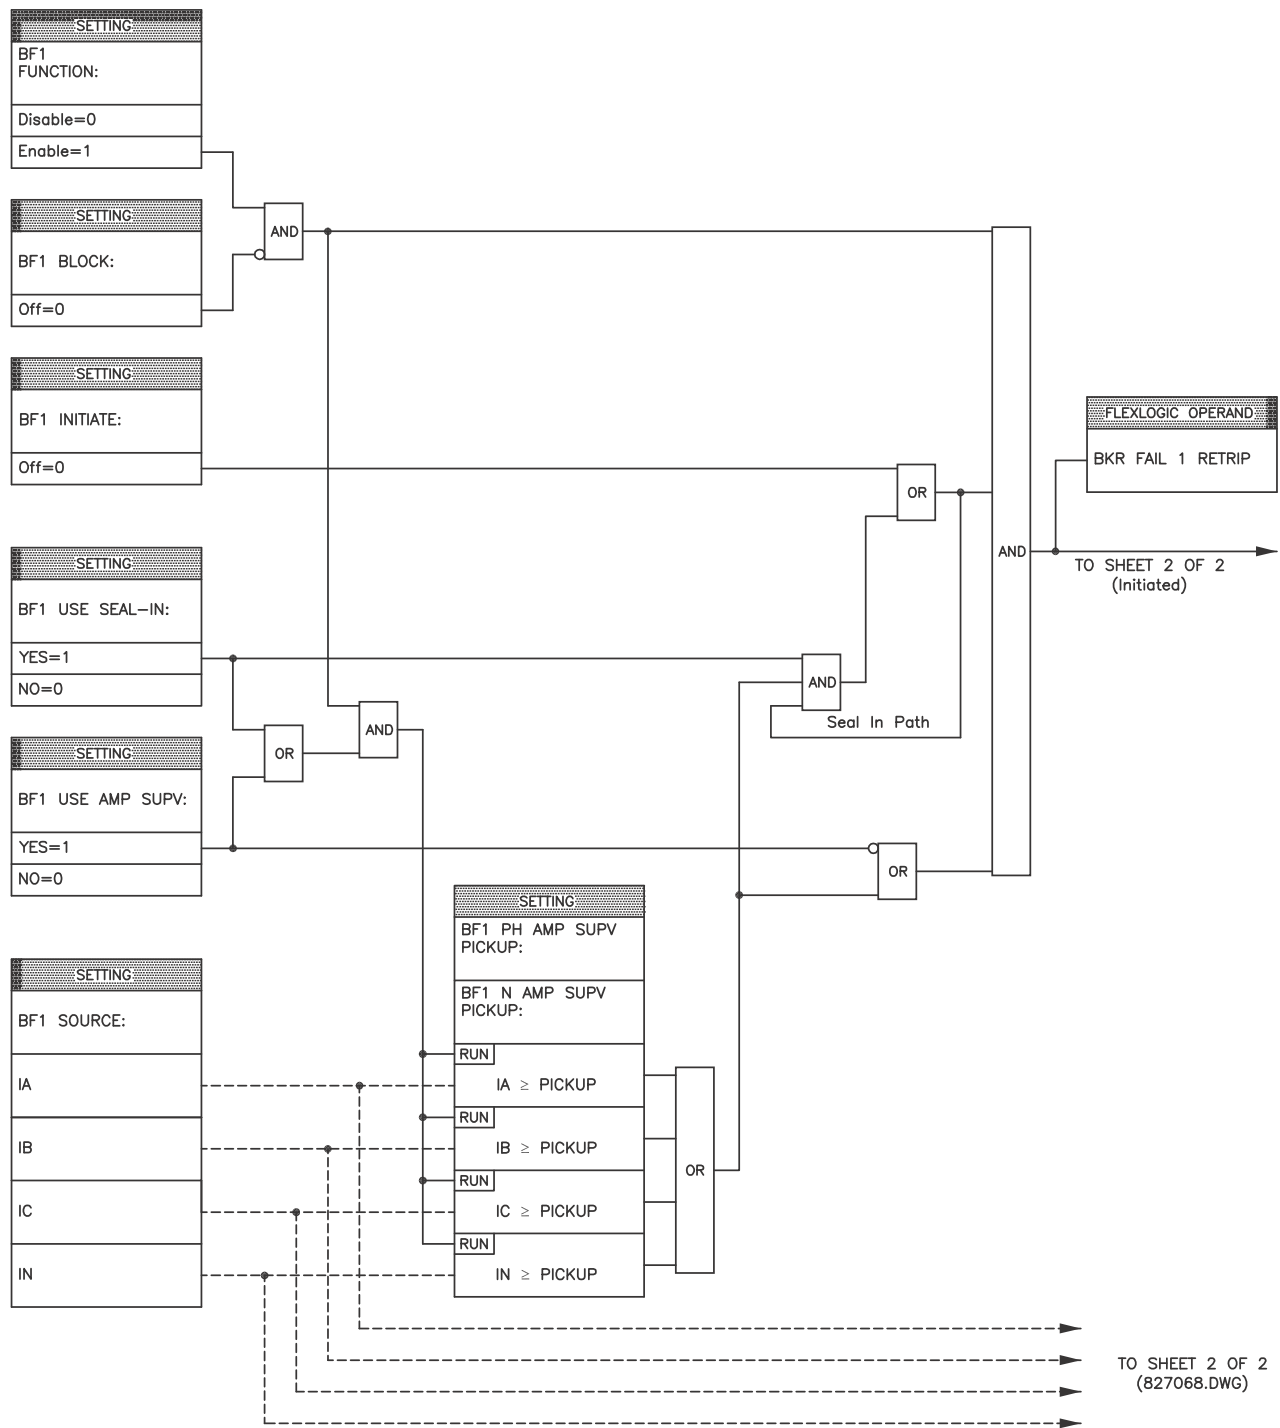 SETTING
BF1
FUNCTION:
Disable=0
Enable=1
SETTING
BF1 BLOCK:
Off=0
AND
SETTING
BF1 INITIATE:
Off=0
OR
FLEXLOGIC OPERAND
BKR FAIL 1 RETRIP
AND
TO SHEET 2 OF 2
(Initiated)
SETTING
BF1 USE SEAL-IN:
YES=1
NO=0
AND
Seal In Path
AND
OR
SETTING
BF1 USE AMP SUPV:
YES=1
NO=0
OR
SETTING
BF1 PH AMP SUPV
PICKUP:
BF1 N AMP SUPV
PICKUP:
RUN
IA ≥ PICKUP
RUN
IB ≥ PICKUP
RUN
IC ≥ PICKUP
RUN
IN ≥ PICKUP
OR
SETTING
BF1 SOURCE:
IA
IB
IC
IN
TO SHEET 2 OF 2
(827068.DWG)